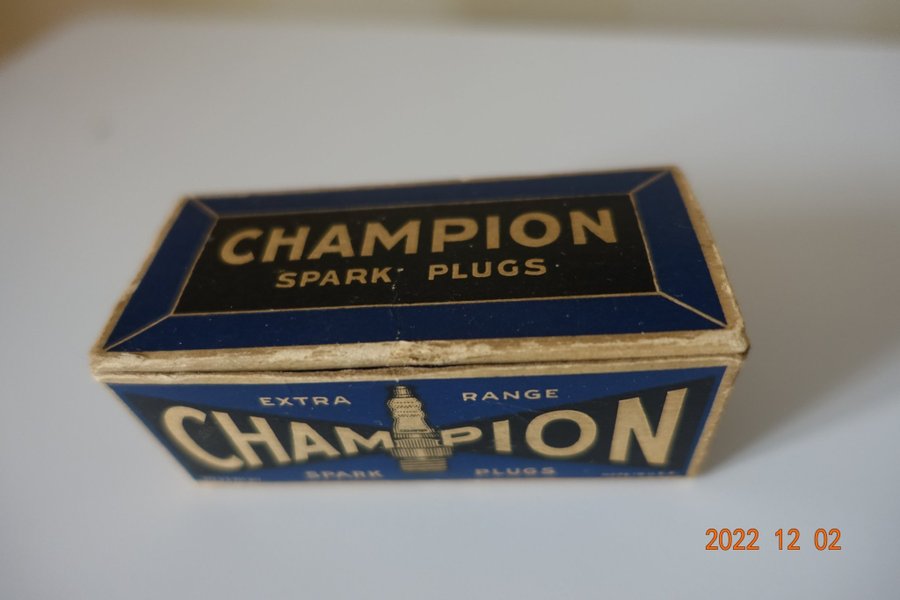 CHAMPION
SPARK PLUGS
EXTRA RANGE
CHAMPION
SPARK PLUGS
2022 12 02